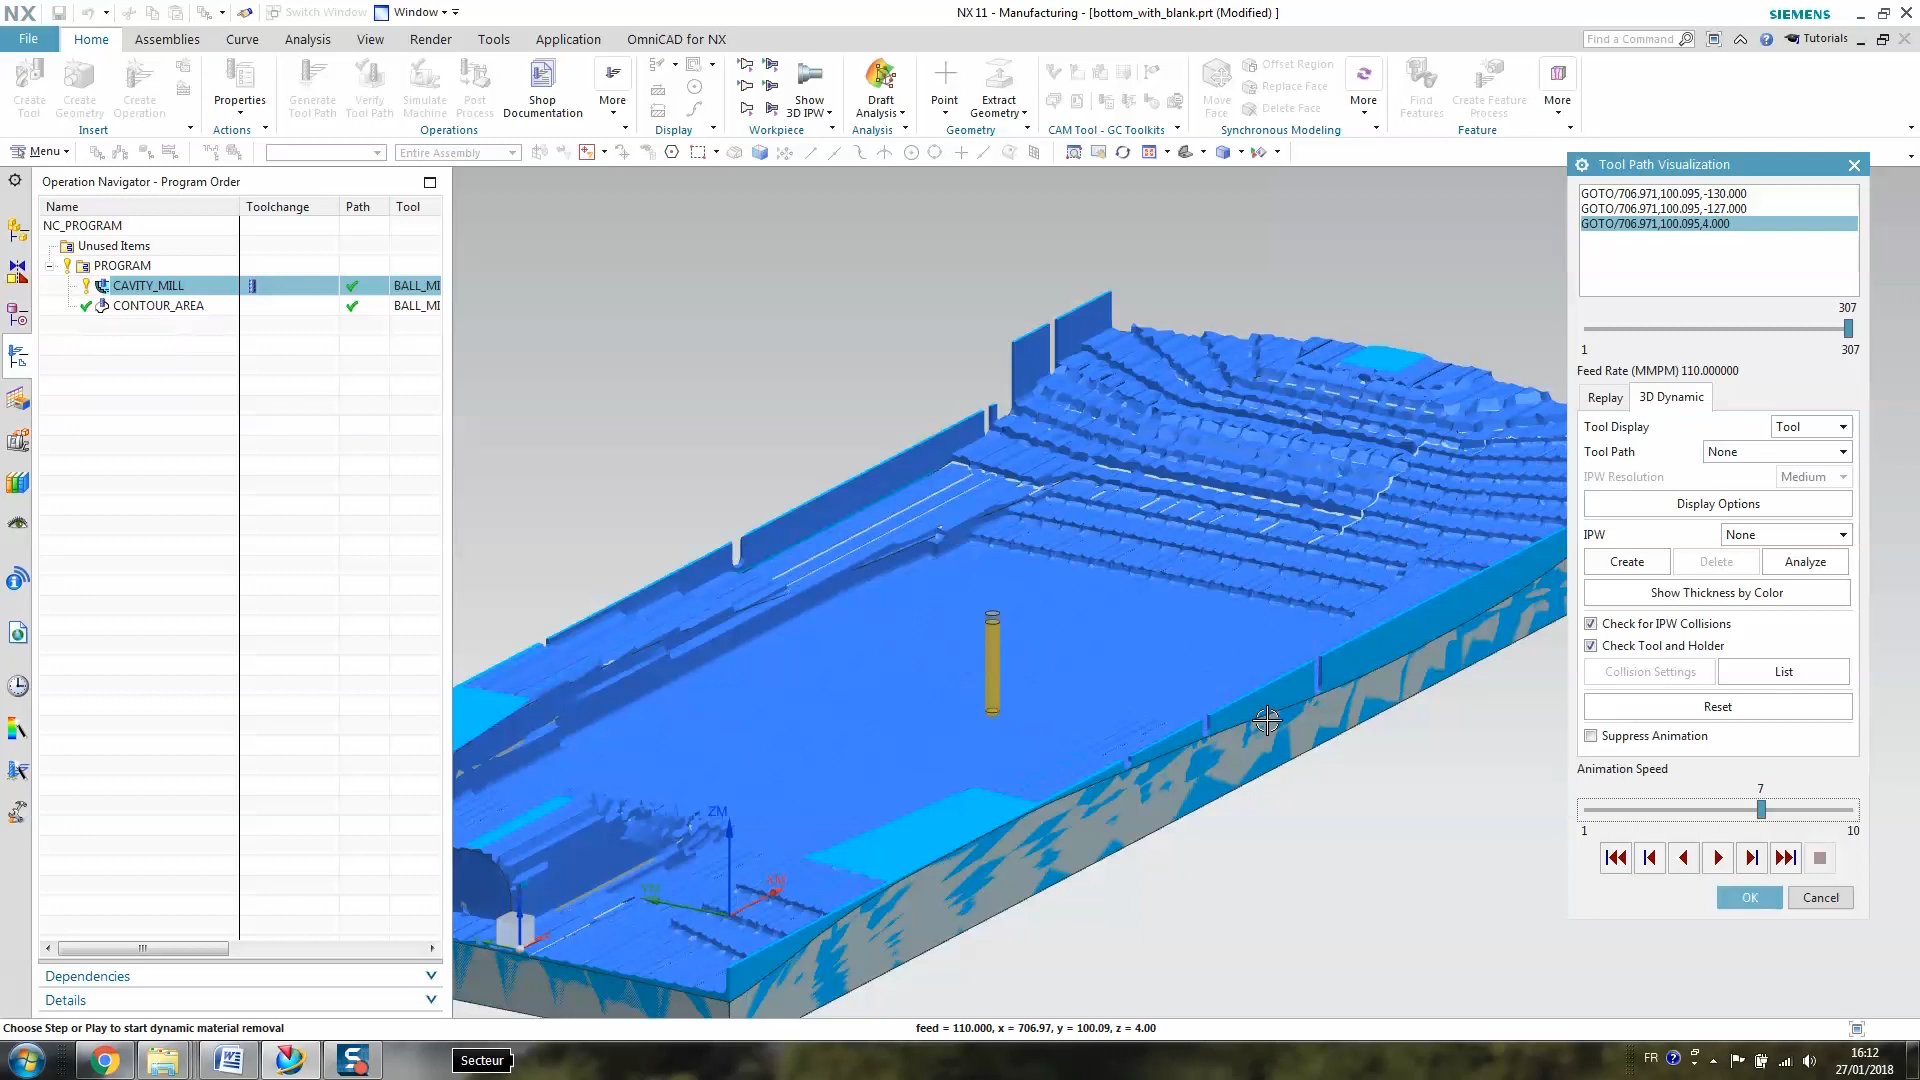 NX
Switch Window
Window
NX 11 - Manufacturing - [bottom_with_blank.prt (Modified) ]
SIEMENS
File
Home
Assemblies
Curve
Analysis
View
Render
Tools
Application
OmniCAD for NX
Find a Command
Tutorials
Create Tool
Create Geometry
Create Operation
Properties
Generate Tool Path
Verify Tool Path
Simulate Machine
Post Process
Shop Documentation
More
Show 3D IPW
Draft Analysis
Point
Extract Geometry
Move Face
Offset Region
Replace Face
Delete Face
More
Find Features
Create Feature Process
More
Insert
Actions
Operations
Display
Workpiece
Analysis
Geometry
CAM Tool - GC Toolkits
Synchronous Modeling
Feature
Menu
Entire Assembly
Operation Navigator - Program Order
Name
Toolchange
Path
Tool
NC_PROGRAM
Unused Items
PROGRAM
CAVITY_MILL
BALL_MI
CONTOUR_AREA
BALL_MI
Dependencies
Details
ZM
XM
YM
Tool Path Visualization
GOTO/706.971,100.095,-130.000
GOTO/706.971,100.095,-127.000
GOTO/706.971,100.095,4.000
307
1
307
Feed Rate (MMPM) 110.000000
Replay
3D Dynamic
Tool Display
Tool
Tool Path
None
IPW Resolution
Medium
Display Options
IPW
None
Create
Delete
Analyze
Show Thickness by Color
Check for IPW Collisions
Check Tool and Holder
Collision Settings
List
Reset
Suppress Animation
Animation Speed
7
1
10
OK
Cancel
Choose Step or Play to start dynamic material removal
feed = 110.000, x = 706.97, y = 100.09, z = 4.00
Secteur
FR
16:12
27/01/2018